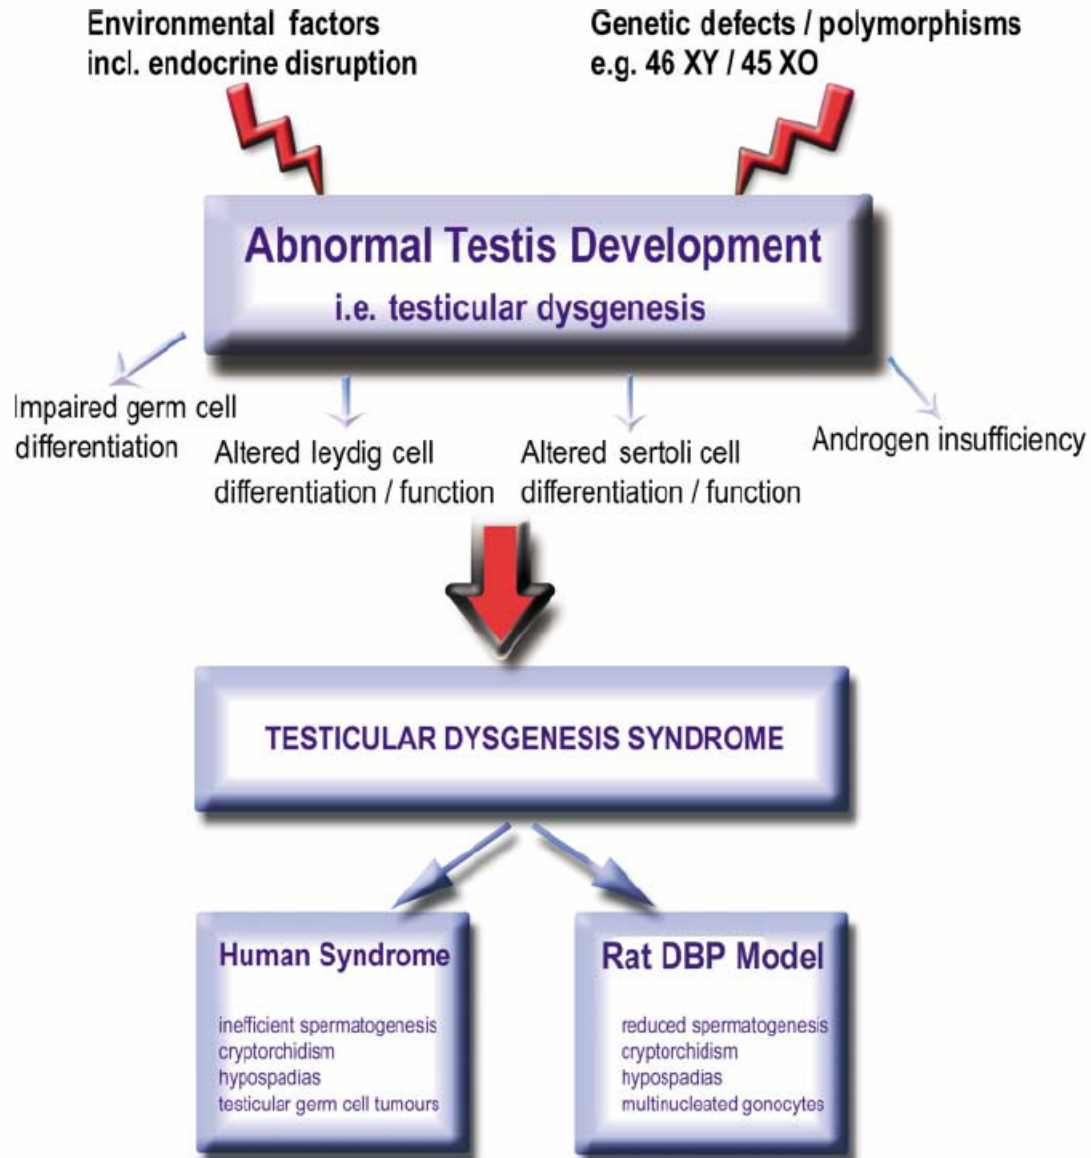 Environmental factors
incl. endocrine disruption
Genetic defects / polymorphisms
e.g. 46 XY / 45 XO
Abnormal Testis Development
i.e. testicular dysgenesis
Impaired germ cell
differentiation
Altered leydig cell
differentiation / function
Altered sertoli cell
differentiation / function
Androgen insufficiency
TESTICULAR DYSGENESIS SYNDROME
Human Syndrome
inefficient spermatogenesis
cryptorchidism
hypospadias
testicular germ cell tumours
Rat DBP Model
reduced spermatogenesis
cryptorchidism
hypospadias
multinucleated gonocytes